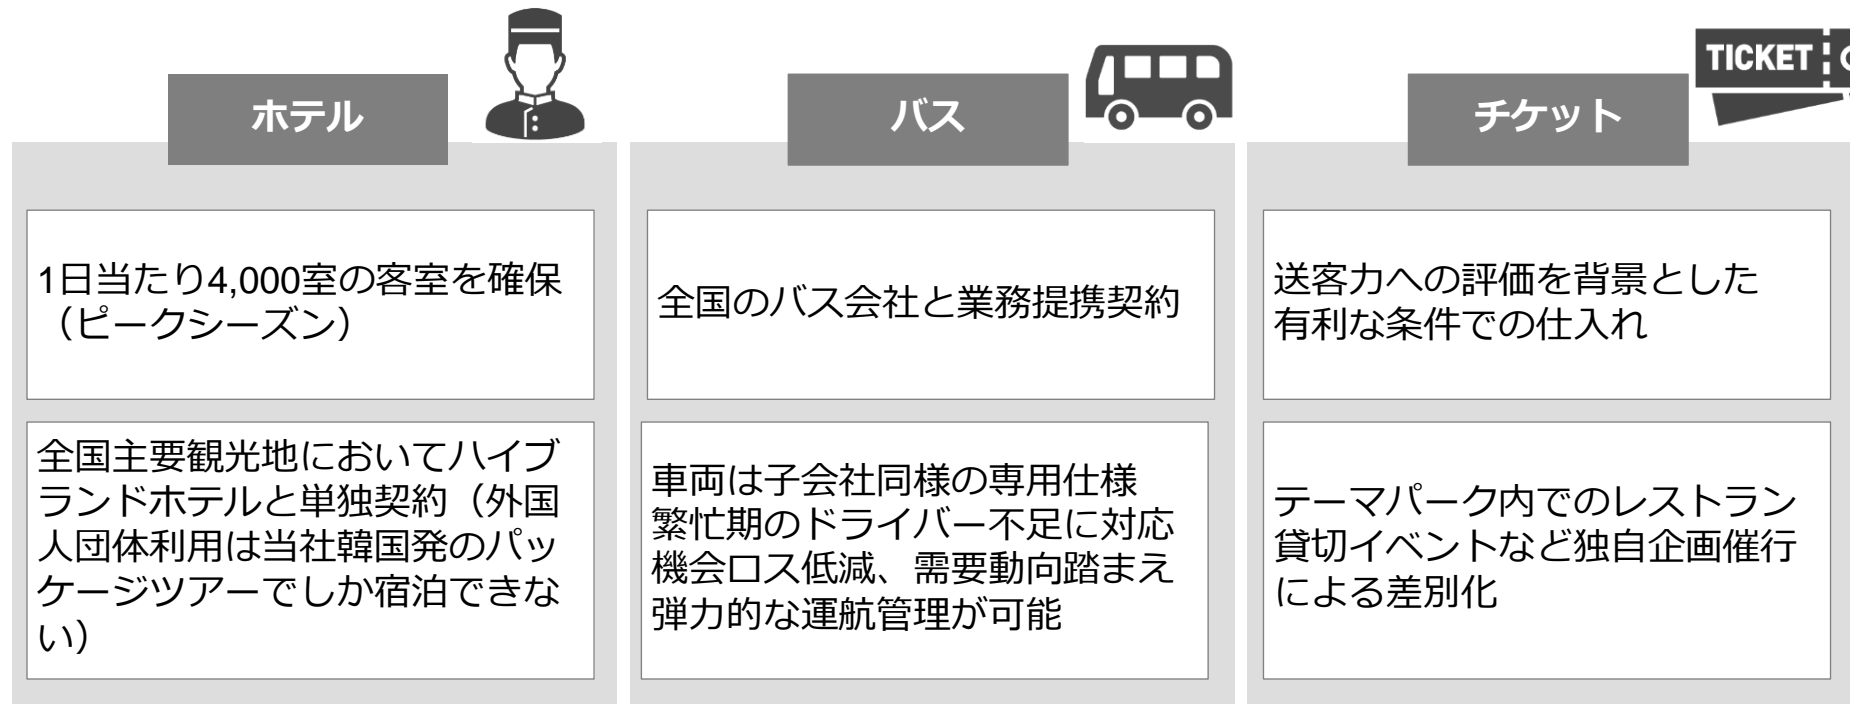 ホテル
1日当たり4,000室の客室を確保
（ピークシーズン）
全国主要観光地においてハイブ
ランドホテルと単独契約（外国
人団体利用は当社韓国発のパッ
ケージツアーでしか宿泊できな
い）
バス
全国のバス会社と業務提携契約
車両は子会社同様の専用仕様
繁忙期のドライバー不足に対応
機会ロス低減、需要動向踏まえ
弾力的な運航管理が可能
TICKET
チケット
送客力への評価を背景とした
有利な条件での仕入れ
テーマパーク内でのレストラン
貸切イベントなど独自企画催行
による差別化